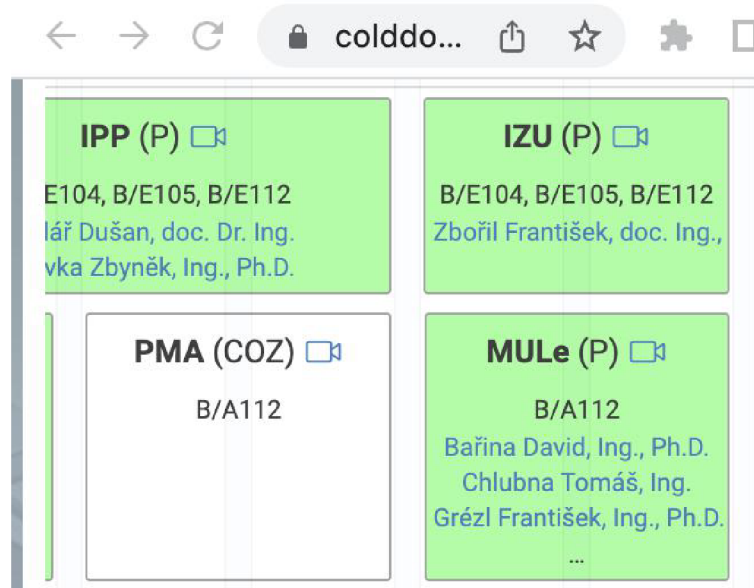 colddo...
IPP (P)
E104, B/E105, B/E112
lář Dušan, doc. Dr. Ing.
vka Zbyněk, Ing., Ph.D.
IZU (P)
B/E104, B/E105, B/E112
Zbořil František, doc. Ing.,
PMA (COZ)
B/A112
MULe (P)
B/A112
Bařina David, Ing., Ph.D.
Chlubna Tomáš, Ing.
Grézl František, Ing., Ph.D.
...